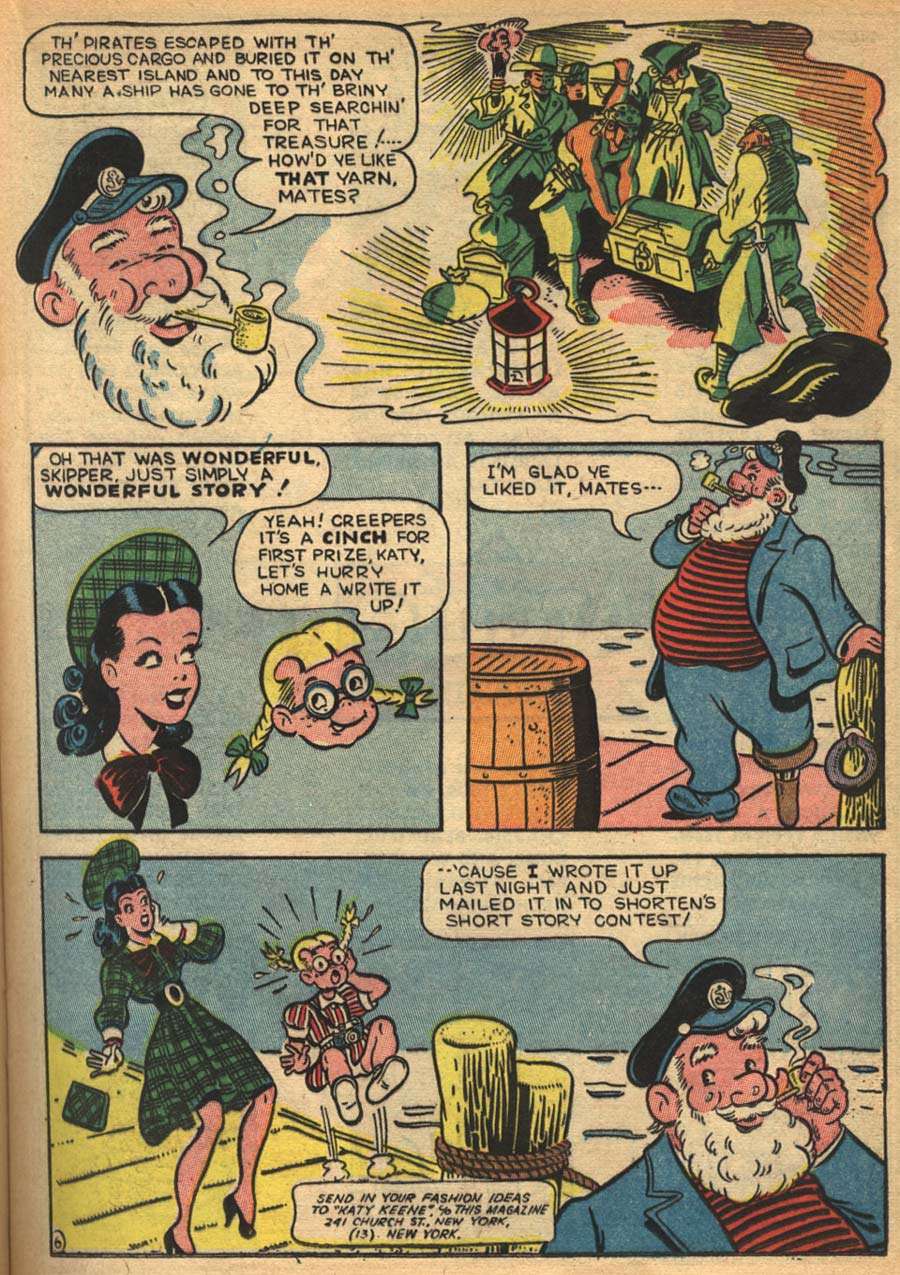 TH' PIRATES ESCAPED WITH TH'
PRECIOUS CARGO AND BURIED IT ON TH'
NEAREST ISLAND AND TO THIS DAY
MANY A SHIP HAS GONE TO TH' BRINY
DEEP SEARCHIN'
FOR THAT
TREASURE!....
HOW'D YE LIKE
THAT YARN,
MATES?
OH THAT WAS WONDERFUL,
SKIPPER, JUST SIMPLY A
WONDERFUL STORY!
YEAH! CREEPERS
IT'S A CINCH FOR
FIRST PRIZE, KATY,
LET'S HURRY
HOME A WRITE IT
UP!
I'M GLAD YE
LIKED IT, MATES---
--'CAUSE I WROTE IT UP
LAST NIGHT AND JUST
MAILED IT IN TO SHORTEN'S
SHORT STORY CONTEST!
SEND IN YOUR FASHION IDEAS
TO "KATY KEENE", c/o THIS MAGAZINE
241 CHURCH ST., NEW YORK,
(13). NEW YORK.
6